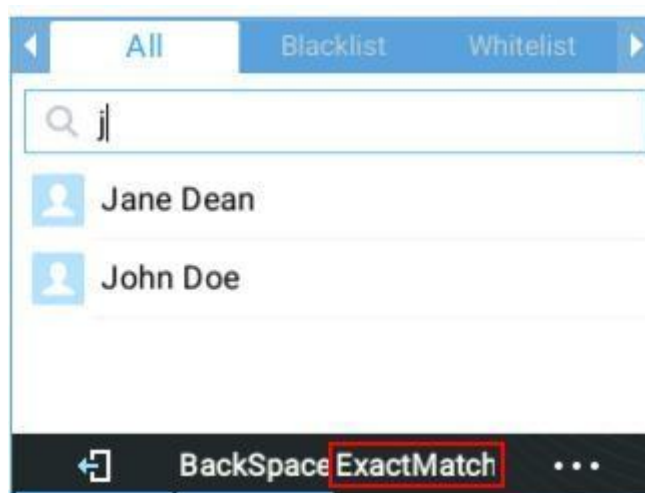 All Blacklist Whitelist
j
Jane Dean
John Doe
BackSpace ExactMatch ...